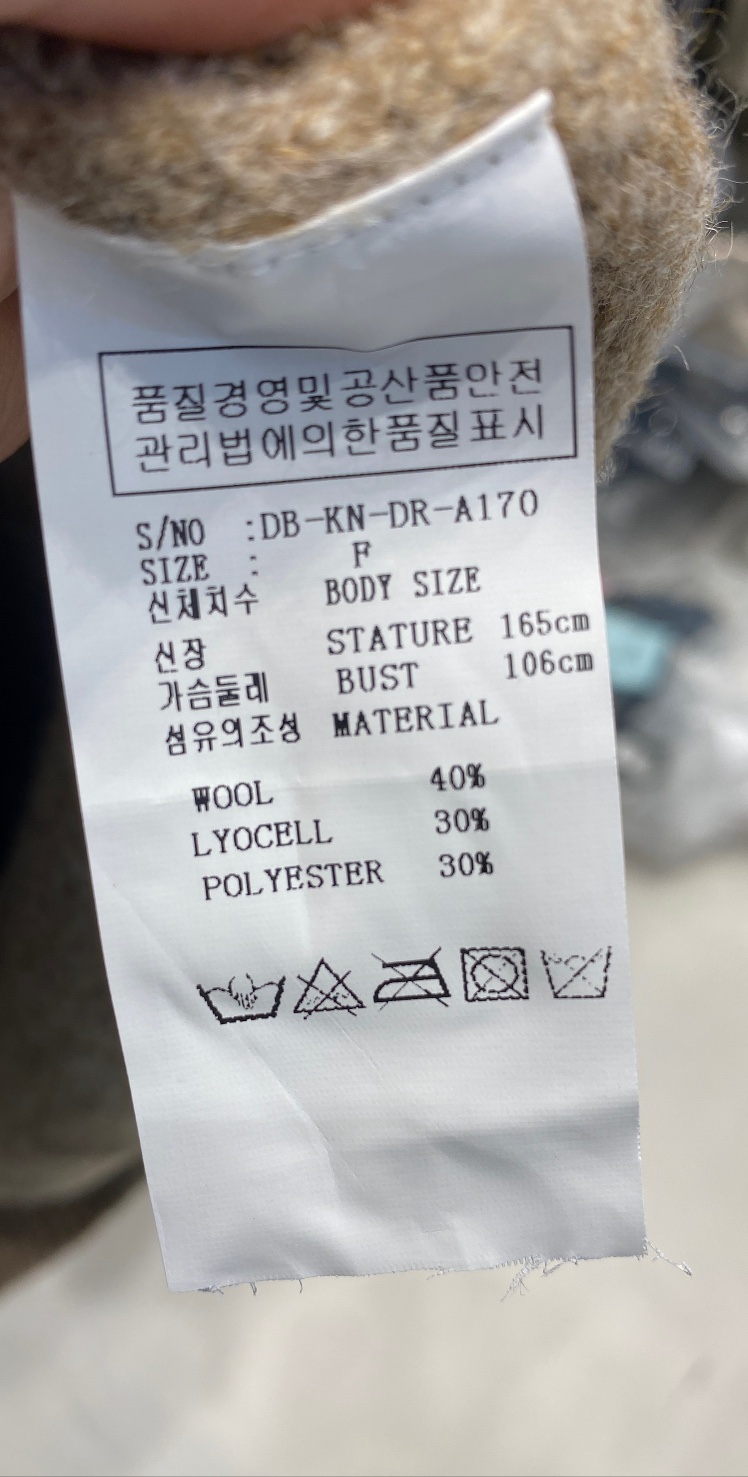 품질경영및공산품안전
관리법에의한품질표시
S/NO :DB-KN-DR-A170
SIZE : F
신체치수 BODY SIZE
신장 STATURE 165cm
가슴둘레 BUST 106cm
섬유의조성 MATERIAL
WOOL 40%
LYOCELL 30%
POLYESTER 30%